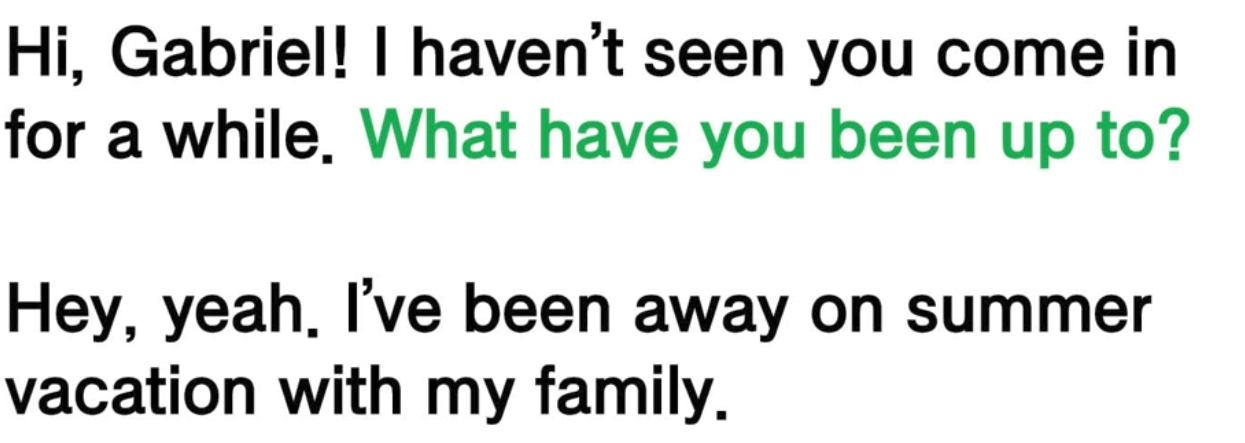 Hi, Gabriel! I haven’t seen you come in
for a while. What have you been up to?
Hey, yeah. I’ve been away on summer
vacation with my family.